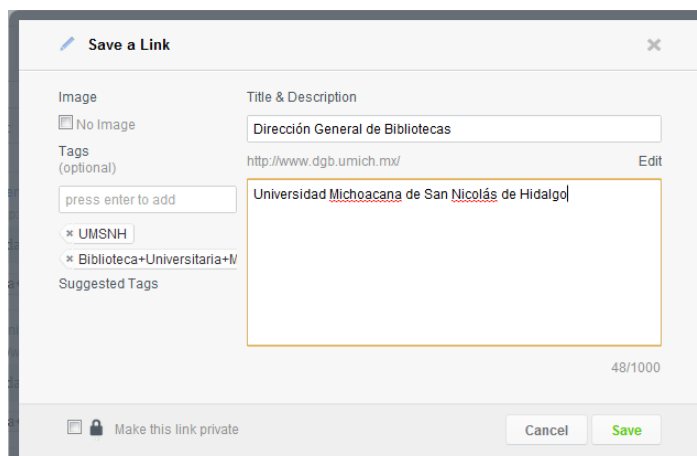 Save a Link
Image
No Image
Tags
(optional)
press enter to add
× UMSNH
× Biblioteca+Universitaria+M
Suggested Tags
Title & Description
Dirección General de Bibliotecas
http://www.dgb.umich.mx/
Edit
Universidad Michoacana de San Nicolás de Hidalgo
48/1000
Make this link private
Cancel
Save